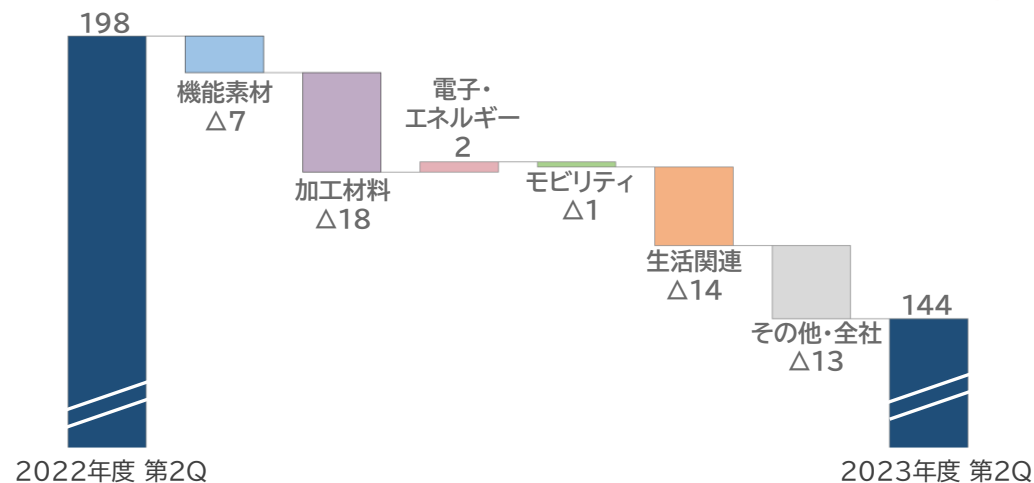 198
機能素材
△7
加工材料
△18
電子・
エネルギー
2
モビリティ
△1
生活関連
△14
その他・全社
△13
144
2022年度 第2Q
2023年度 第2Q